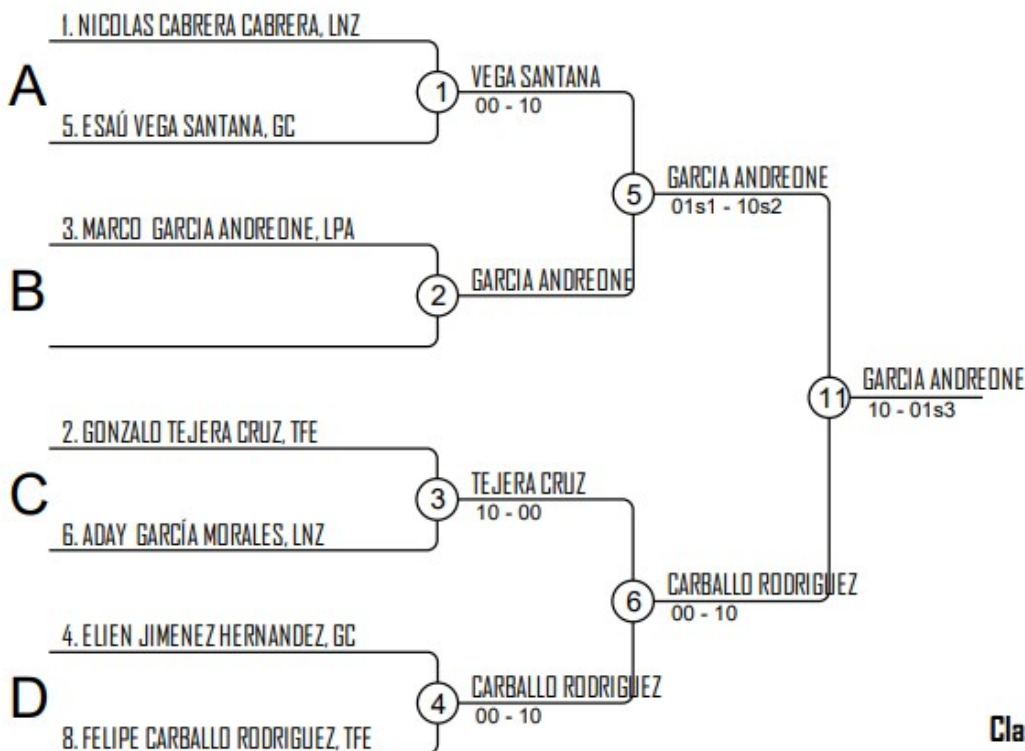 1. NICOLAS CABRERA CABRERA, LNZ
A
1
VEGA SANTANA
00 - 10
5. ESAÚ VEGA SANTANA, GC
5
GARCIA ANDREONE
01s1 - 10s2
3. MARCO GARCIA ANDREONE, LPA
B
2
GARCIA ANDREONE
11
GARCIA ANDREONE
10 - 01s3
2. GONZALO TEJERA CRUZ, TFE
C
3
TEJERA CRUZ
10 - 00
6. ADAY GARCÍA MORALES, LNZ
6
CARBALLO RODRIGUEZ
00 - 10
4. ELIEN JIMENEZ HERNANDEZ, GC
D
4
CARBALLO RODRIGUEZ
00 - 10
8. FELIPE CARBALLO RODRIGUEZ, TFE
Cla